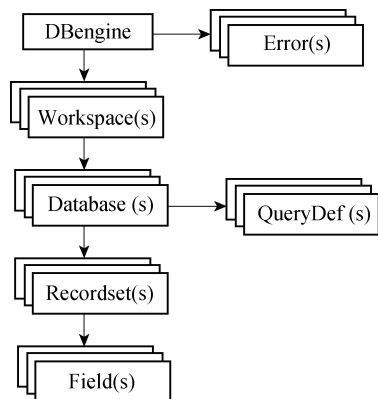 DBengine
Error(s)
Workspace(s)
Database (s)
QueryDef (s)
Recordset(s)
Field(s)